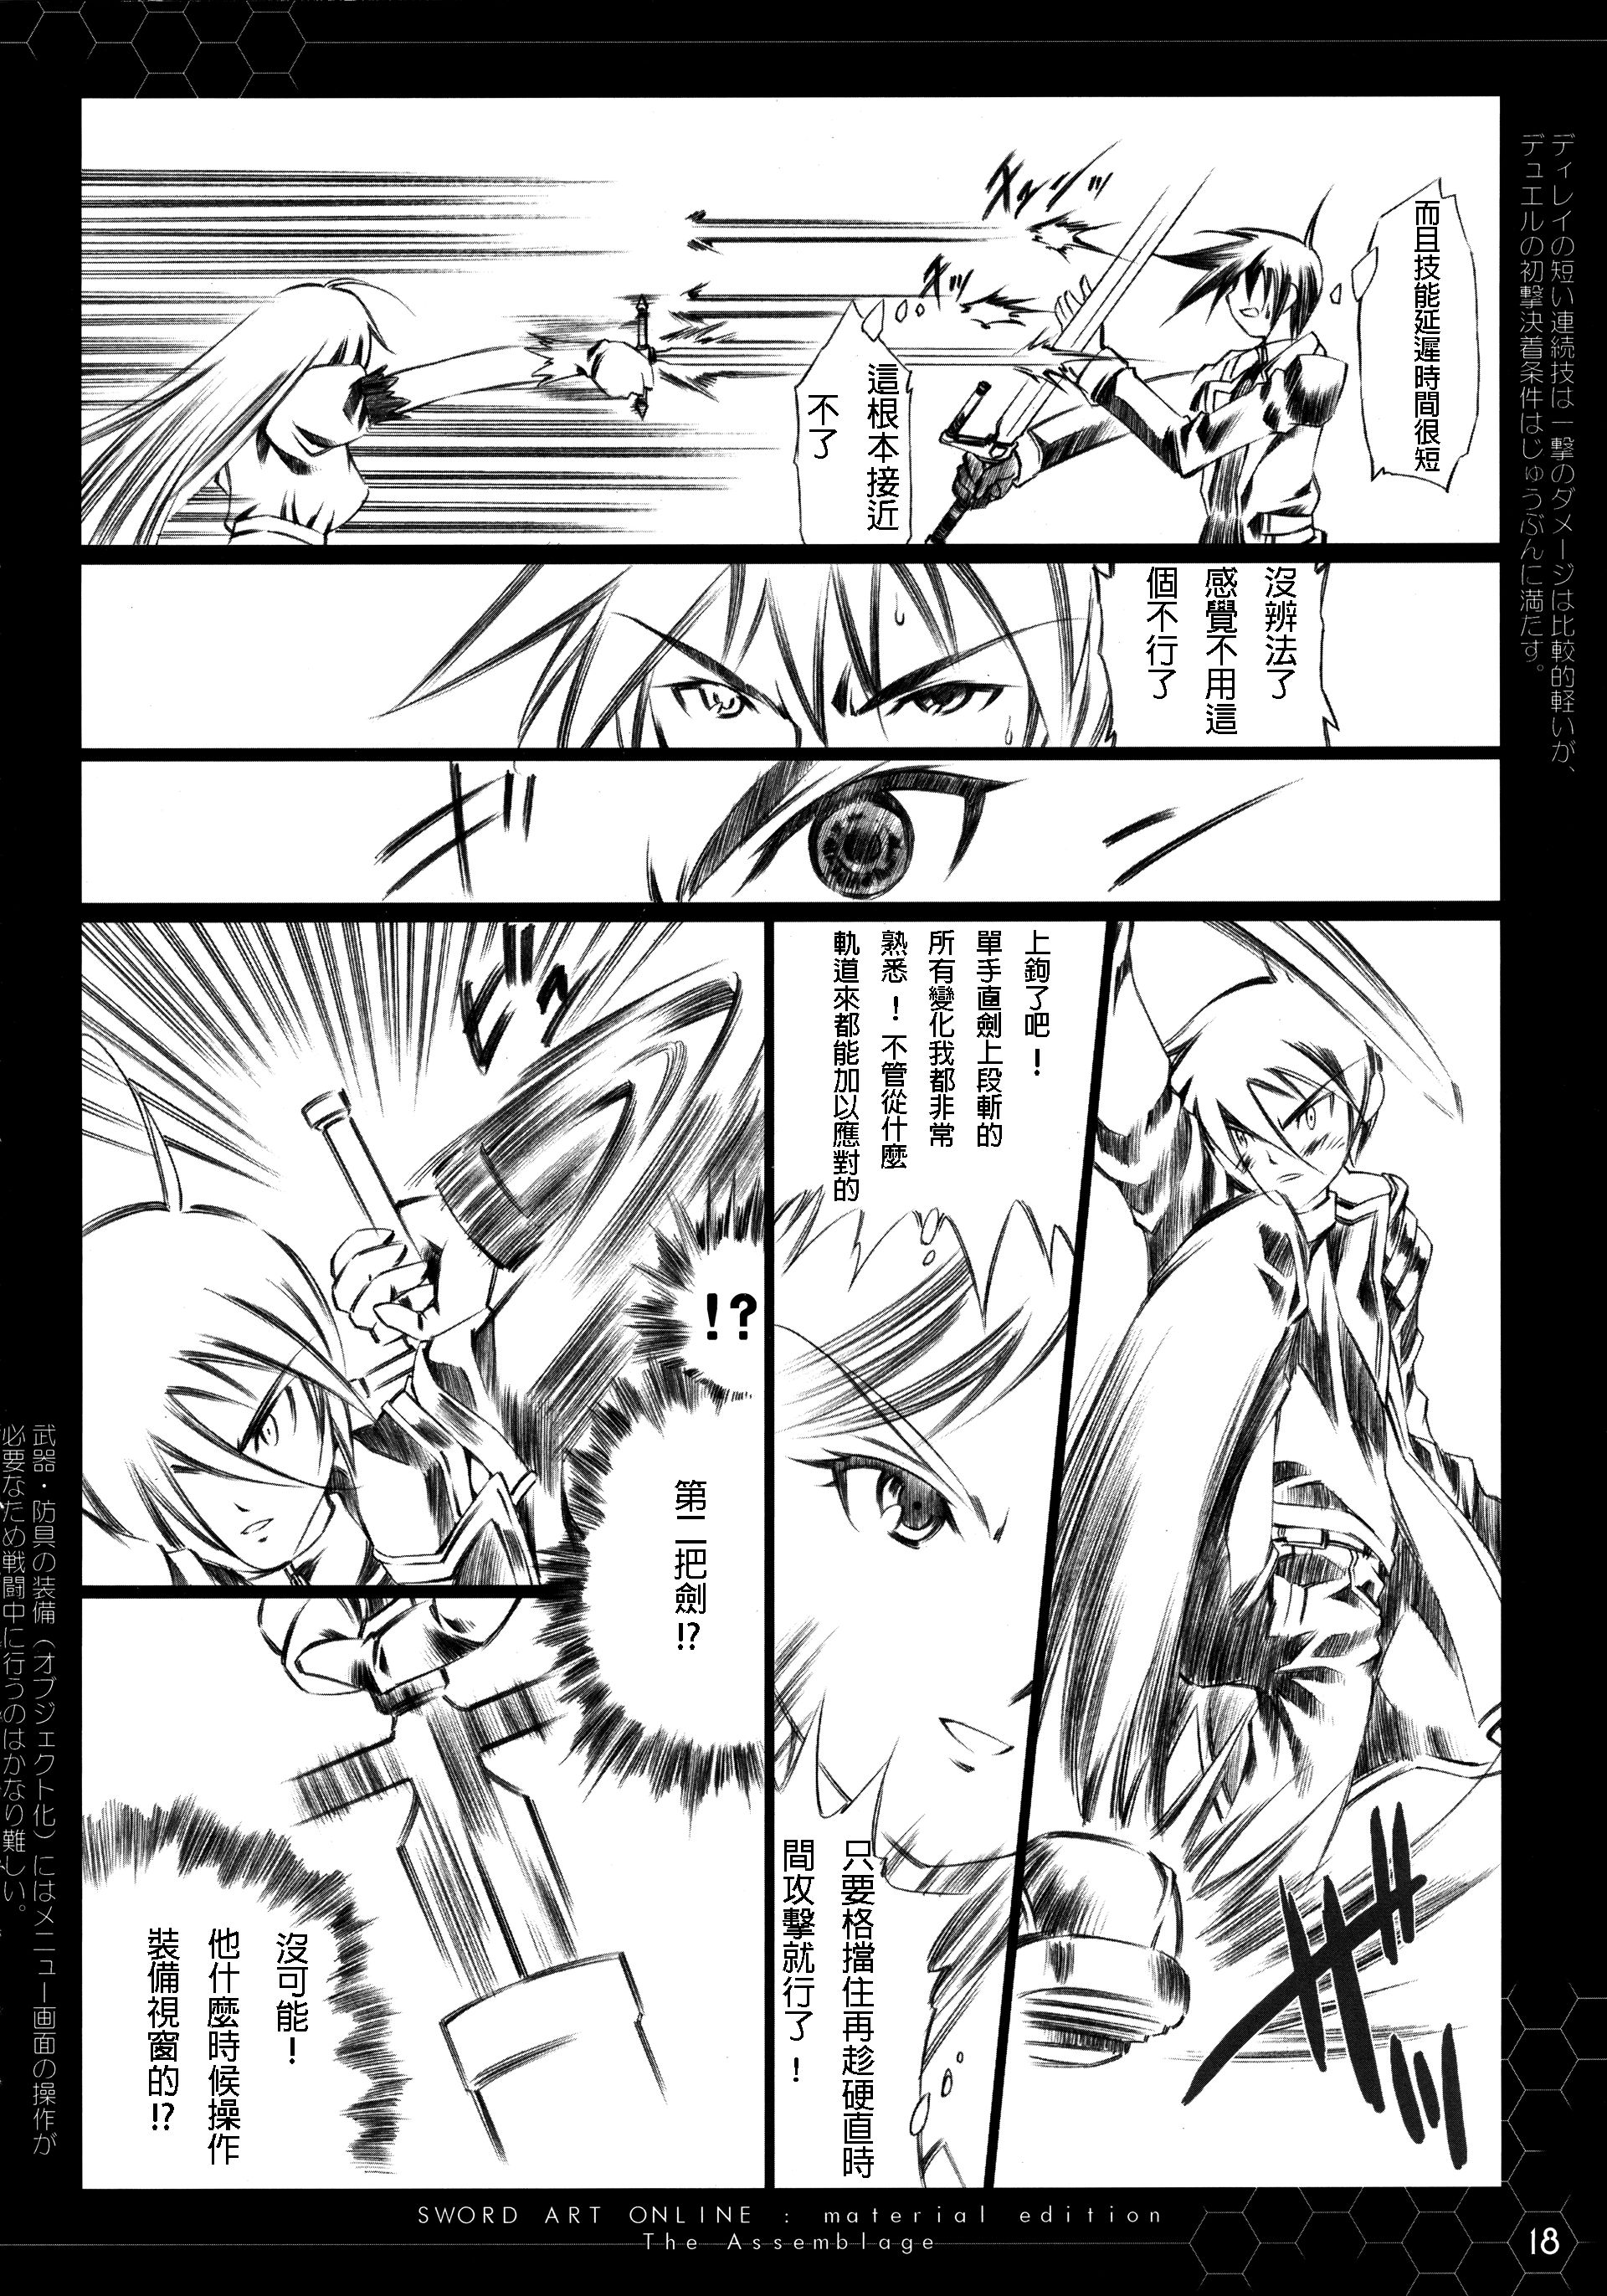 ディレイの短い連続技は一撃のダメージは比較的軽いが、
デュエルの初撃決着条件はじゅうぶんに満たす。
而且技能延遲時間很短
這根本接近
不了
沒辨法了
感覺不用這
個不行了
上鉤了吧！
單手直劍上段斬的
所有變化我都非常
熟悉！不管從什麼
軌道來都能加以應對的
只要格擋住再趁硬直時
間攻擊就行了！
!?
第二把劍!?
沒可能！
他什麼時候操作
裝備視窗的!?
武器・防具の装備（オブジェクト化）にはメニュー画面の操作が
必要なため戦闘中に行うのはかなり難しい。
SWORD ART ONLINE : material edition
The Assemblage
18